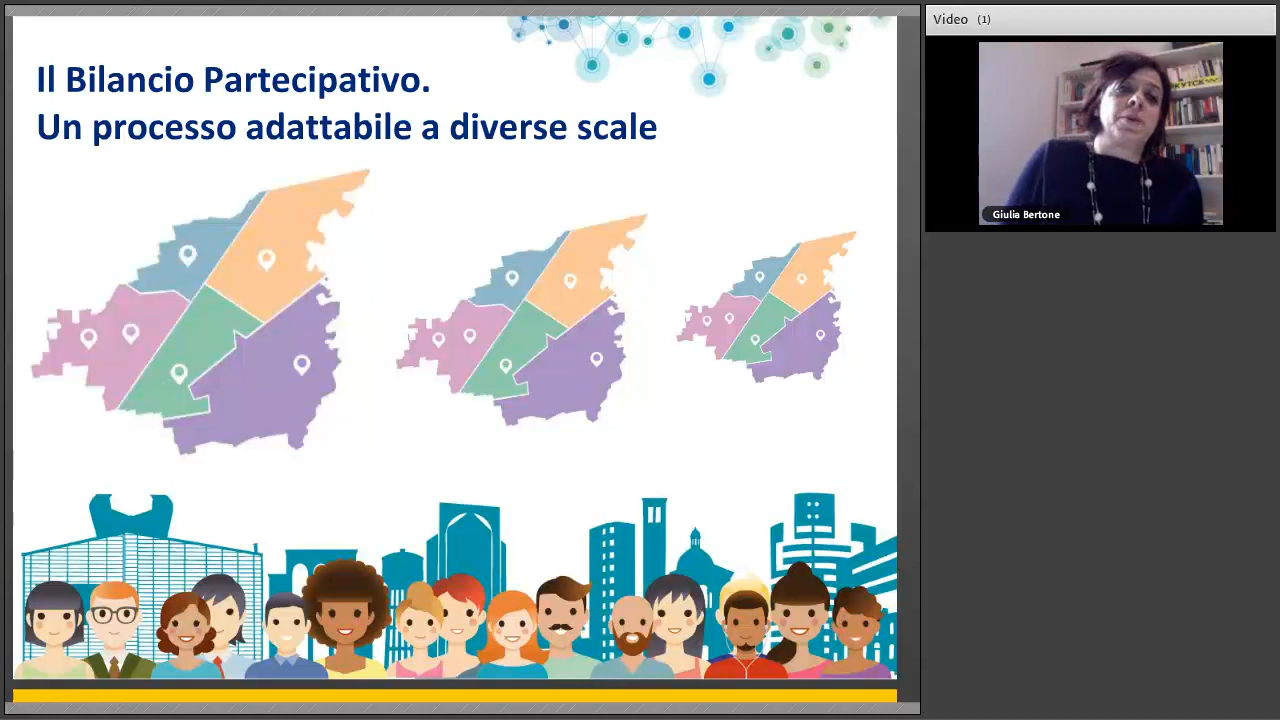 Il Bilancio Partecipativo.
Un processo adattabile a diverse scale
Video (1)
Giulia Bertone